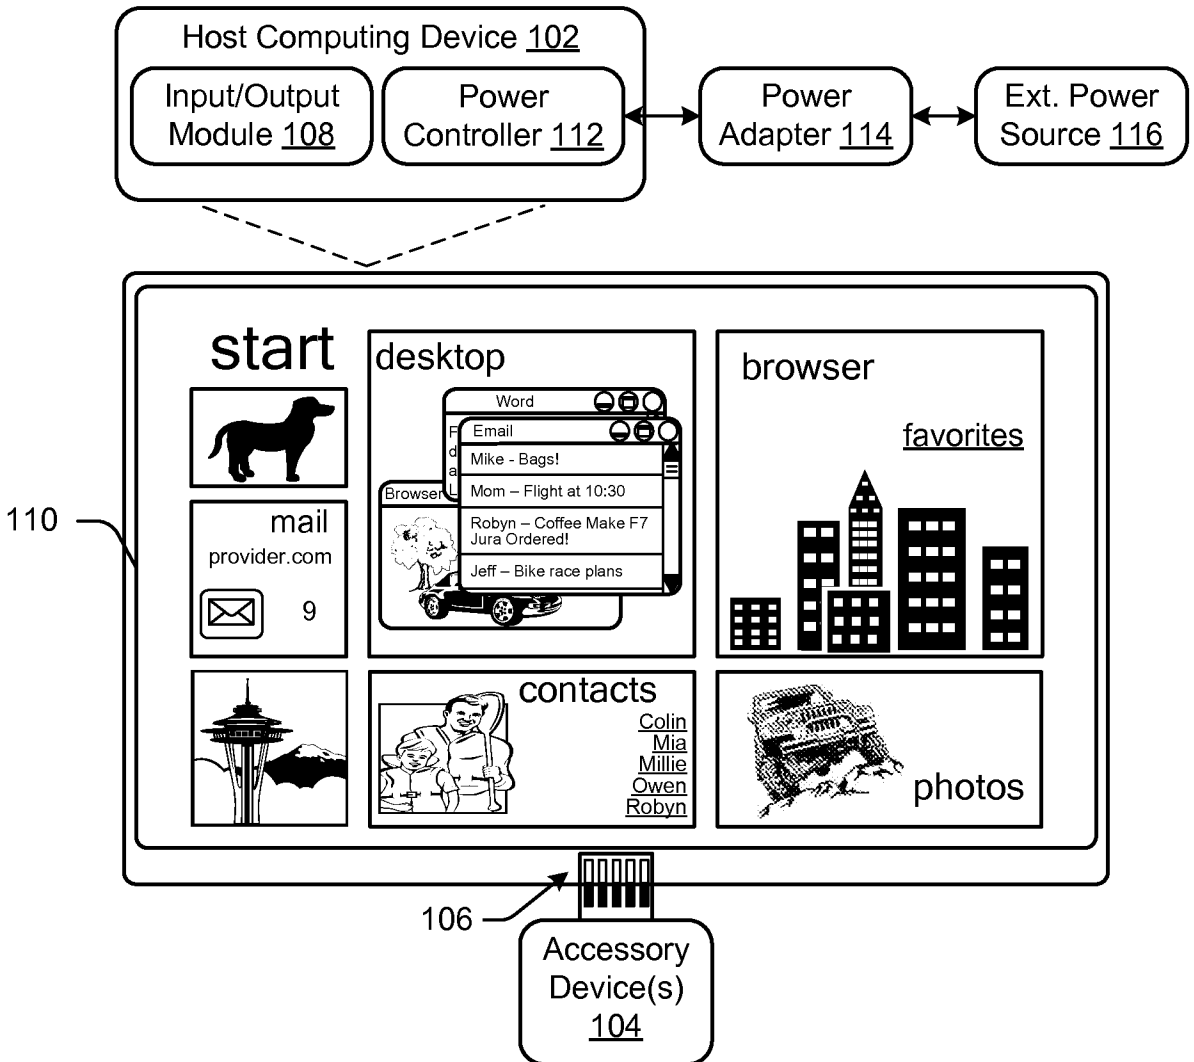 Host Computing Device 102
Input/Output
Module 108
Power
Controller 112
Power
Adapter 114
Ext. Power
Source 116
110
start
mail
provider.com
9
desktop
Word
F
d
a
L
Email
Mike - Bags!
Mom – Flight at 10:30
Robyn – Coffee Make F7
Jura Ordered!
Jeff – Bike race plans
Browser
browser
favorites
contacts
Colin
Mia
Millie
Owen
Robyn
photos
106
Accessory
Device(s)
104